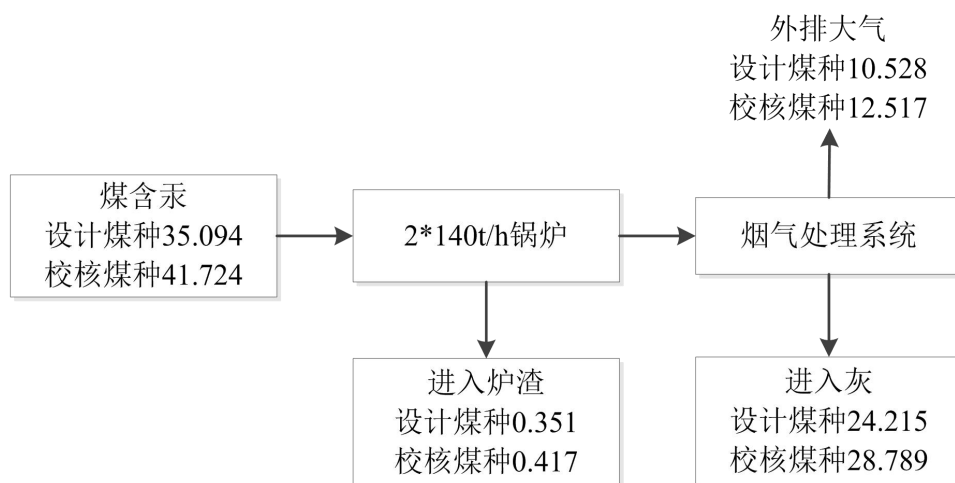 外排大气
设计煤种10.528
校核煤种12.517
煤含汞
设计煤种35.094
校核煤种41.724
2*140t/h锅炉
烟气处理系统
进入炉渣
设计煤种0.351
校核煤种0.417
进入灰
设计煤种24.215
校核煤种28.789